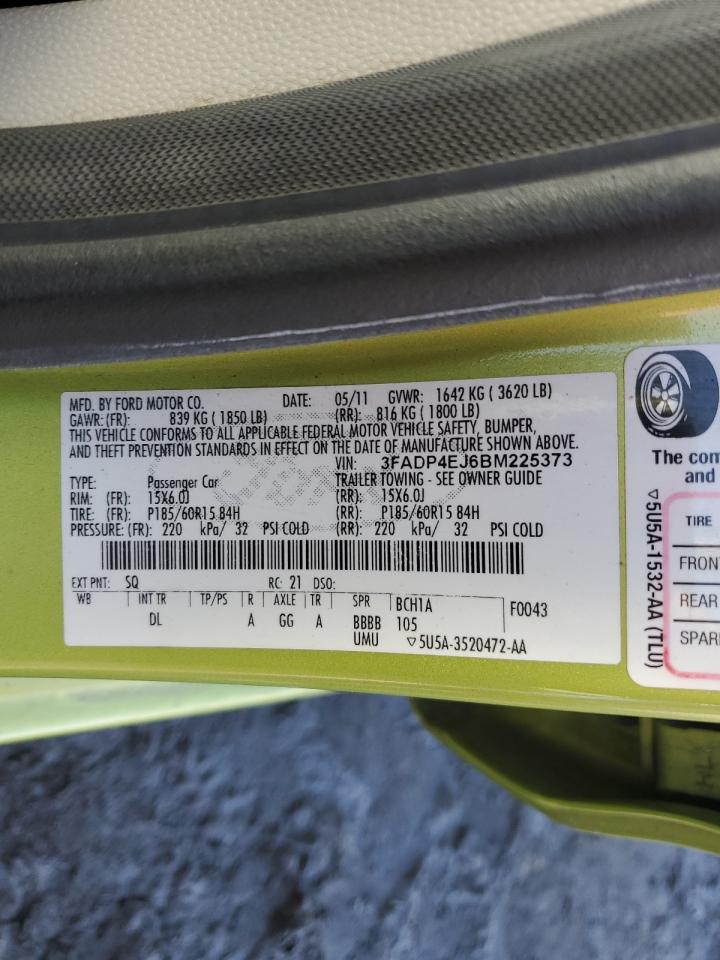 MFD. BY FORD MOTOR CO. DATE: 05/11 GVWR: 1642 KG ( 3620 LB)
GAWR: (FR): 839 KG ( 1850 LB) (RR): 816 KG ( 1800 LB)
THIS VEHICLE CONFORMS TO ALL APPLICABLE FEDERAL MOTOR VEHICLE SAFETY, BUMPER,
AND THEFT PREVENTION STANDARDS IN EFFECT ON THE DATE OF MANUFACTURE SHOWN ABOVE.
VIN: 3FADP4EJ6BM225373
TYPE: Passenger Car TRAILER TOWING - SEE OWNER GUIDE
RIM: (FR): 15X6.0J (RR): 15X6.0J
TIRE: (FR): P185/60R15 84H (RR): P185/60R15 84H
PRESSURE: (FR): 220 kPa/ 32 PSI COLD (RR): 220 kPa/ 32 PSI COLD
EXT PNT: SQ RC: 21 DSO:
WB INT TR TP/PS R AXLE TR SPR BCH1A F0043
DL A GG A BBBB 105
UMU ▽5U5A-3520472-AA
The com
and
▽5U5A-1532-AA (TLU)
TIRE
FRONT
REAR
SPARE